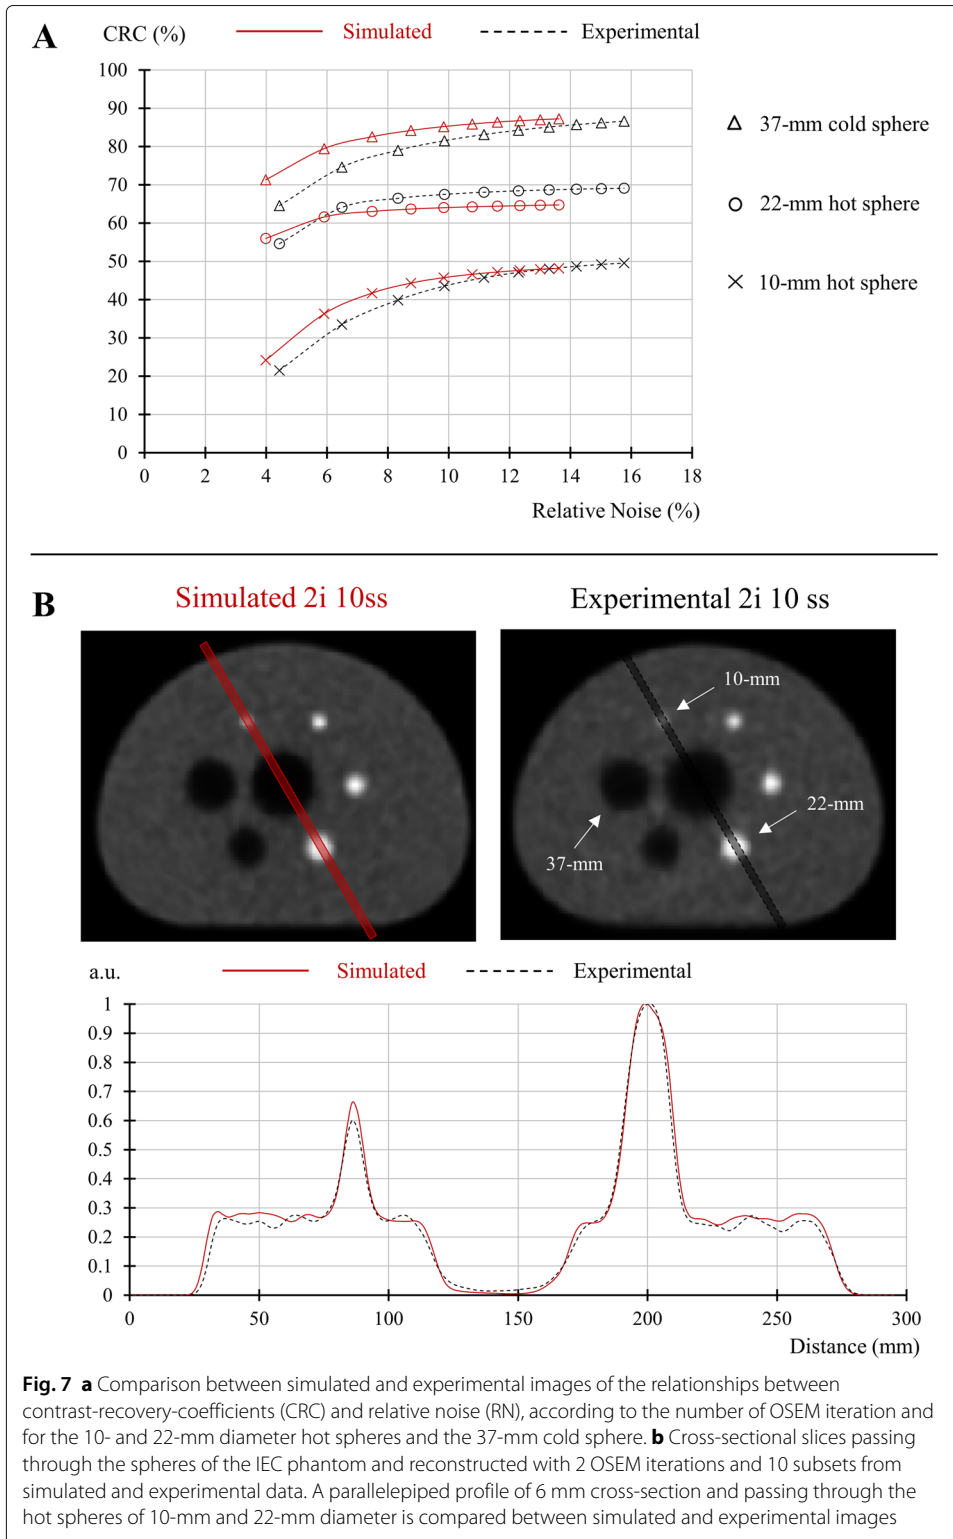 A
CRC (%)
Simulated
Experimental
100
90
80
70
60
50
40
30
20
10
0
0 2 4 6 8 10 12 14 16 18
Relative Noise (%)
37-mm cold sphere
22-mm hot sphere
10-mm hot sphere
B
Simulated 2i 10ss
Experimental 2i 10 ss
10-mm
22-mm
37-mm
a.u.
Simulated
Experimental
1
0.9
0.8
0.7
0.6
0.5
0.4
0.3
0.2
0.1
0
0 50 100 150 200 250 300
Distance (mm)
Fig. 7 a Comparison between simulated and experimental images of the relationships between
contrast-recovery-coefficients (CRC) and relative noise (RN), according to the number of OSEM iteration and
for the 10- and 22-mm diameter hot spheres and the 37-mm cold sphere. b Cross-sectional slices passing
through the spheres of the IEC phantom and reconstructed with 2 OSEM iterations and 10 subsets from
simulated and experimental data. A parallelepiped profile of 6 mm cross-section and passing through the
hot spheres of 10-mm and 22-mm diameter is compared between simulated and experimental images